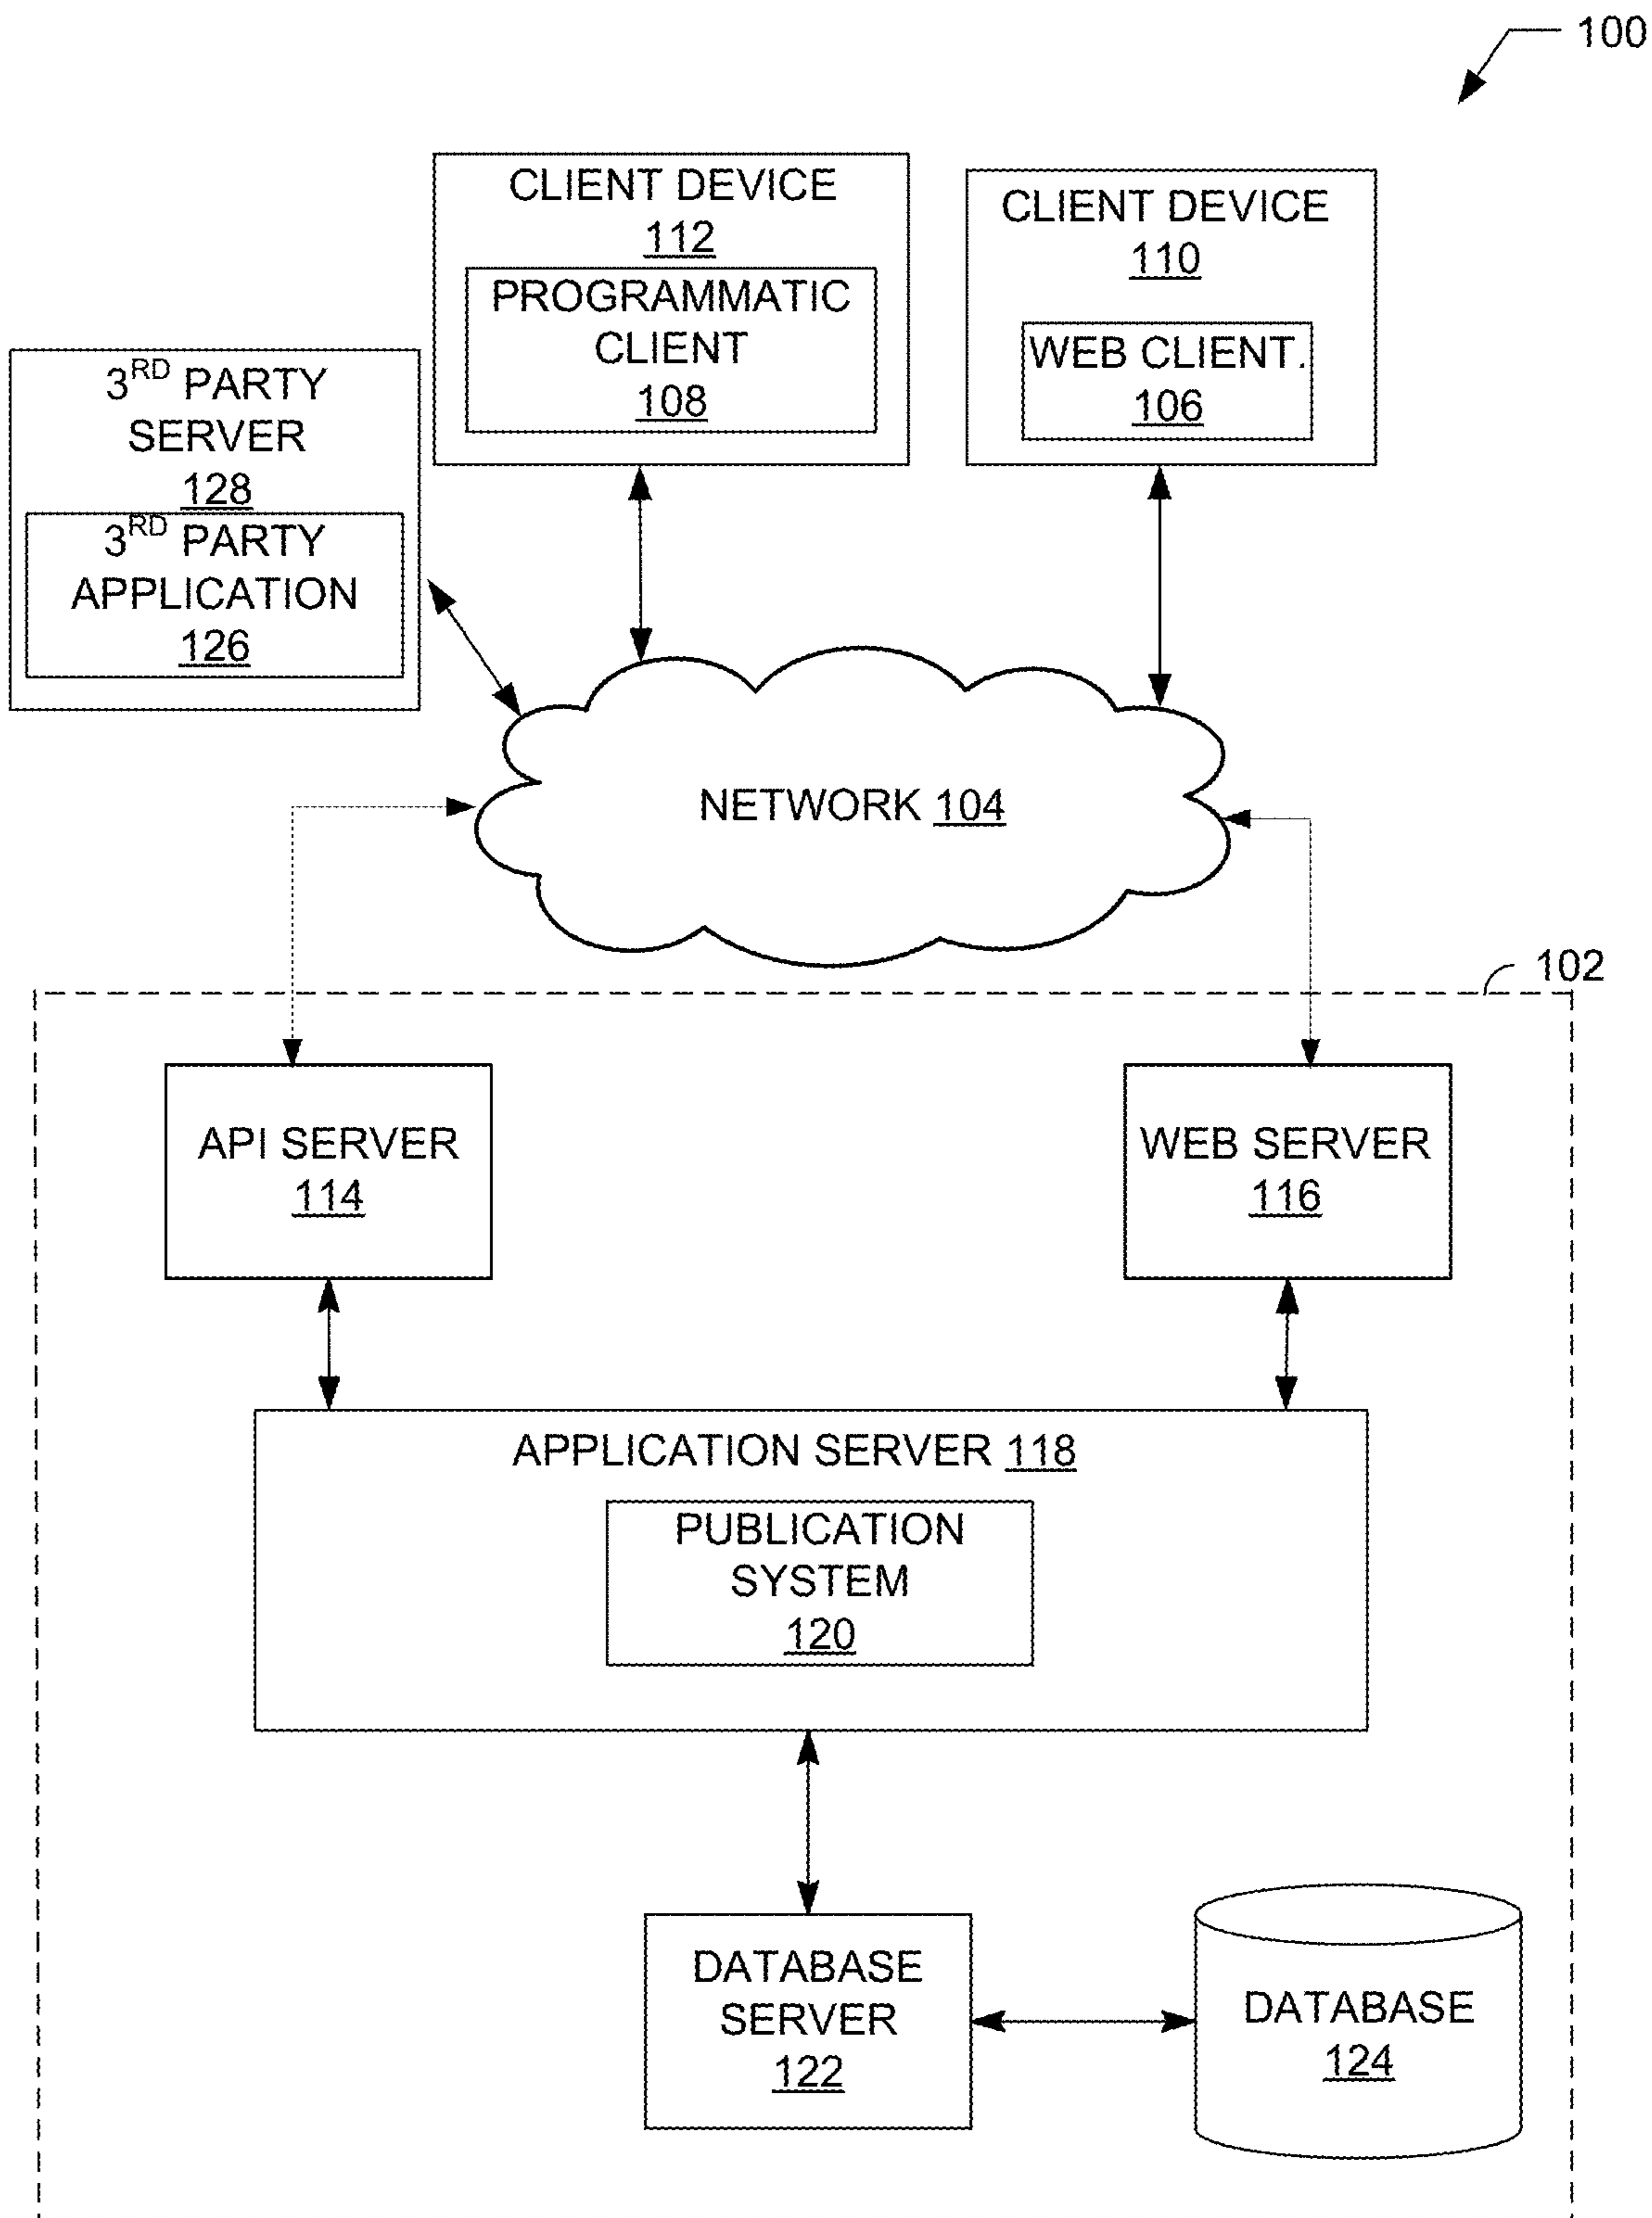 100
CLIENT DEVICE
112
PROGRAMMATIC
CLIENT
108
CLIENT DEVICE
110
WEB CLIENT.
106
3RD PARTY
SERVER
128
3RD PARTY
APPLICATION
126
NETWORK 104
102
API SERVER
114
WEB SERVER
116
APPLICATION SERVER 118
PUBLICATION
SYSTEM
120
DATABASE
SERVER
122
DATABASE
124